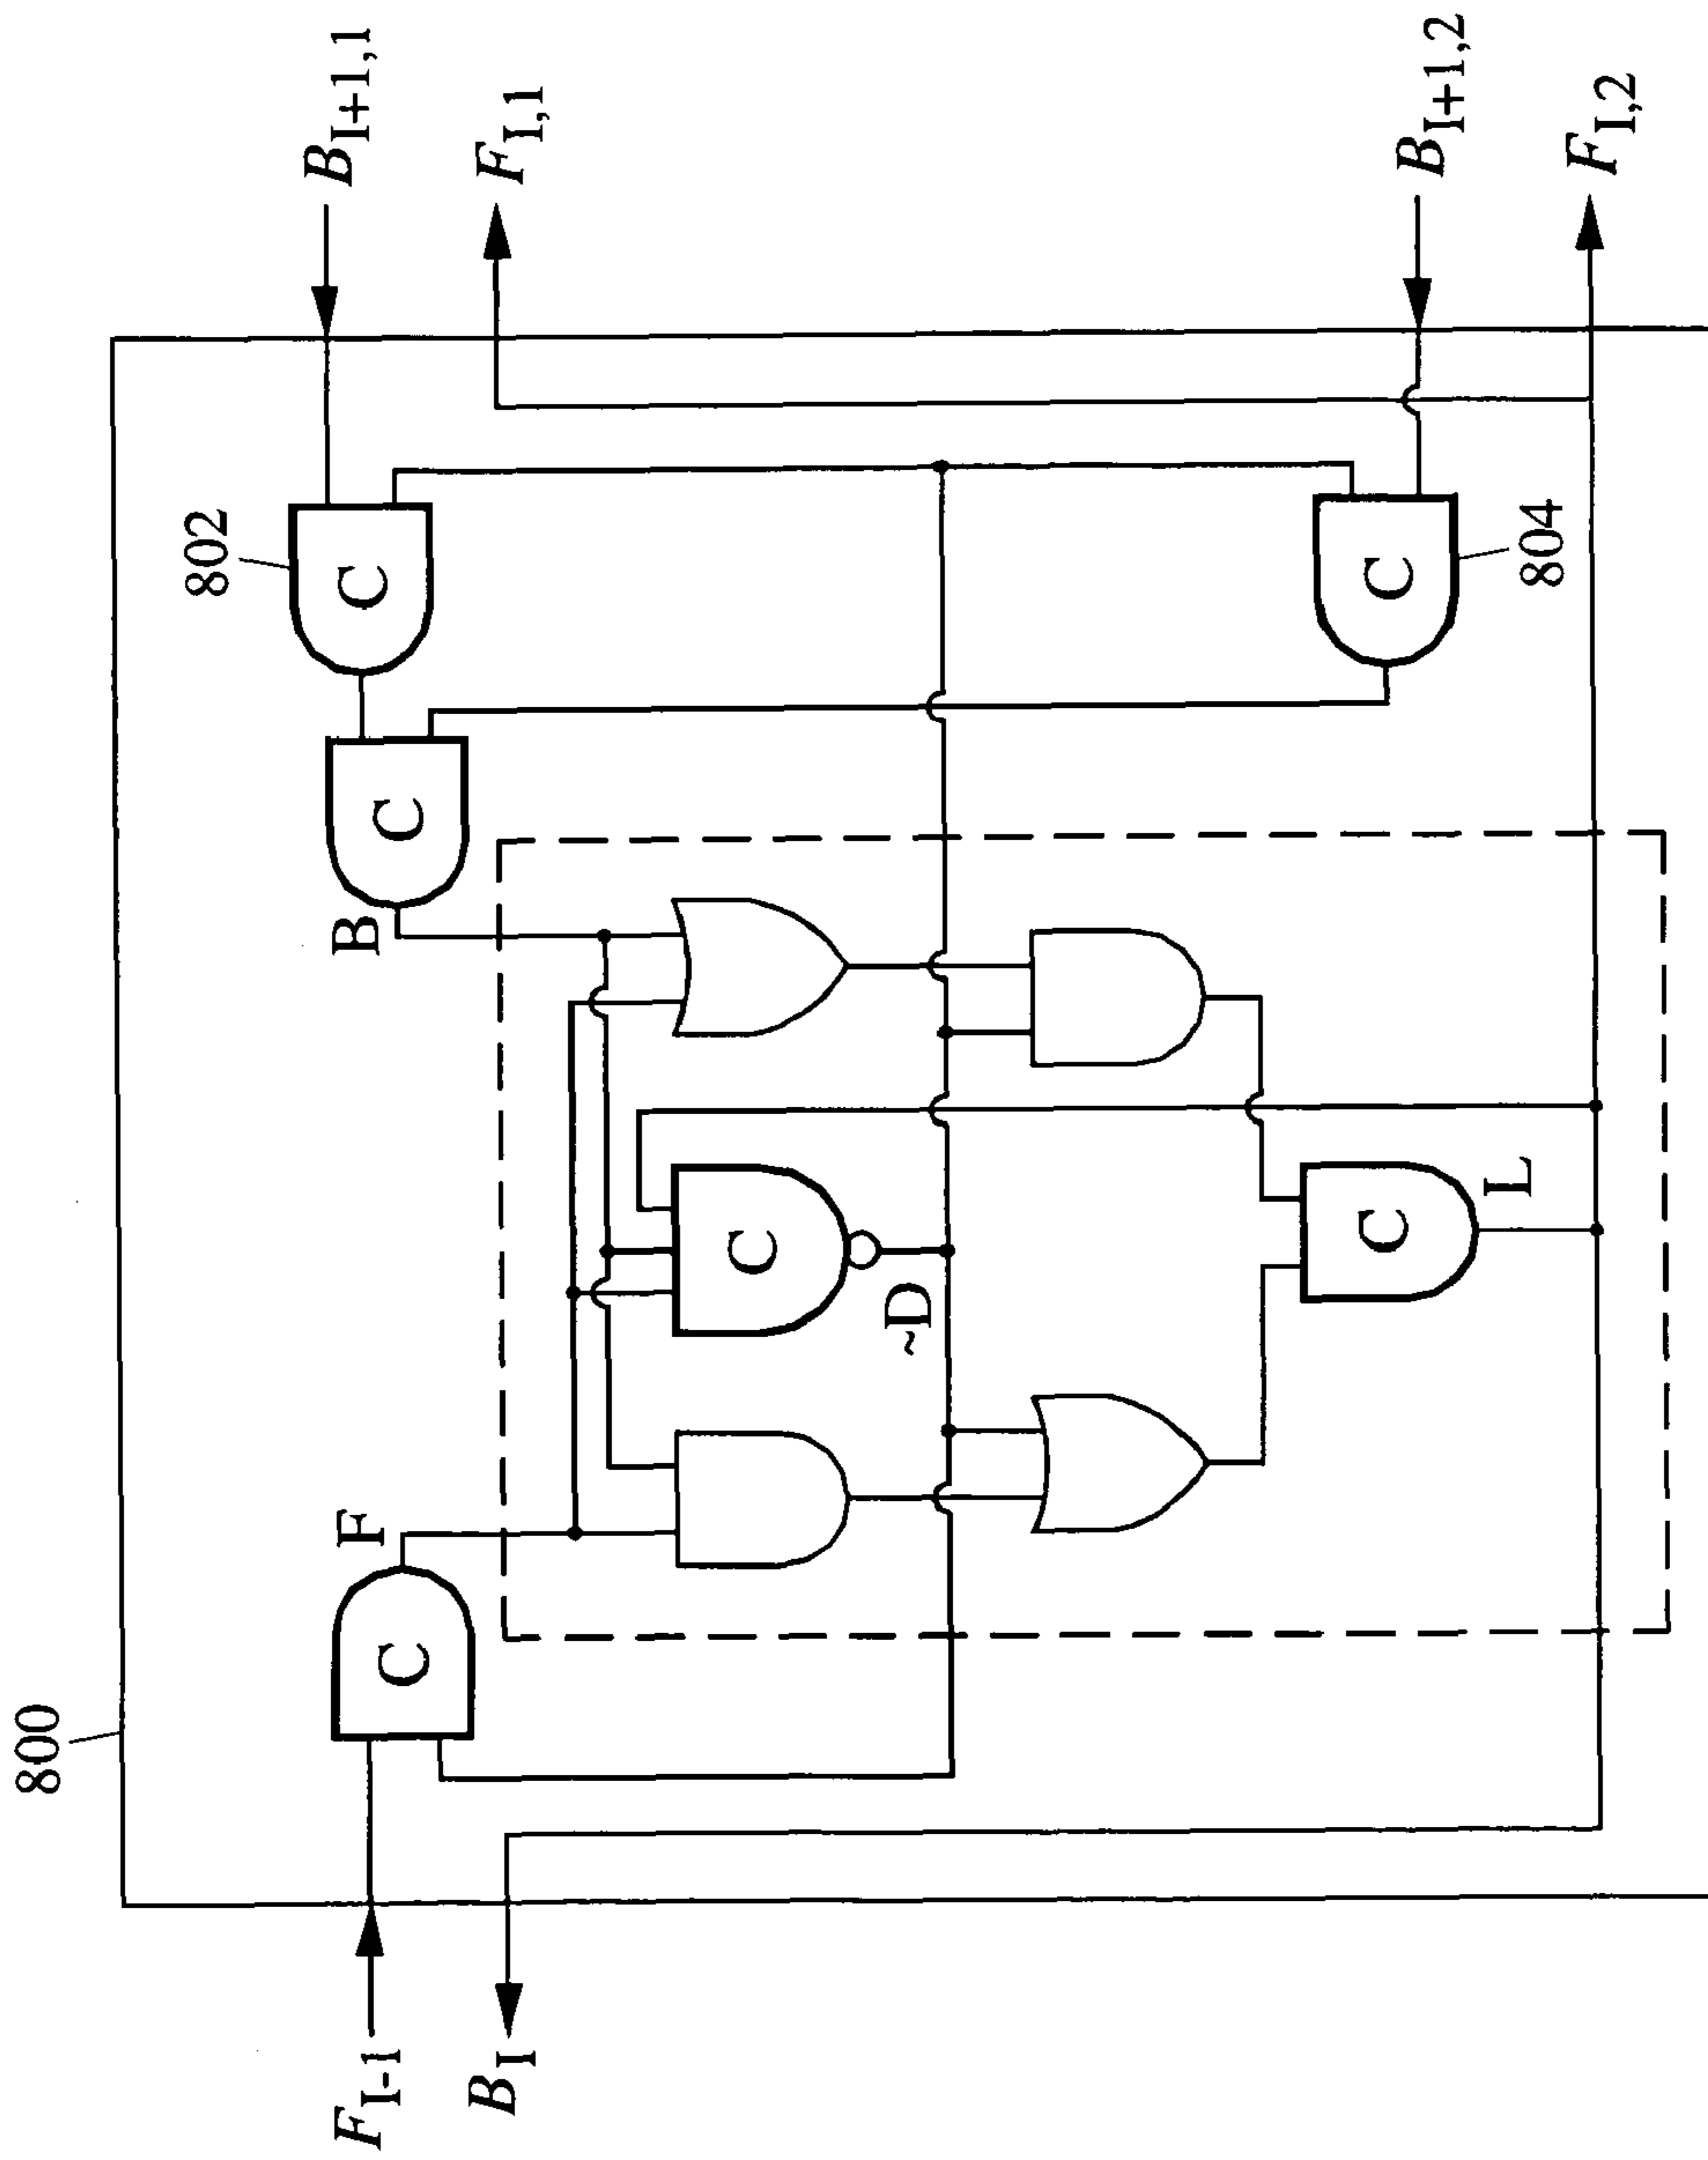 800
802
804
F_{I-1}
B_I
B_{I+1,1}
F_{I,1}
B_{I+1,2}
F_{I,2}
C
F
C
B
C
C
C
~D
C
L